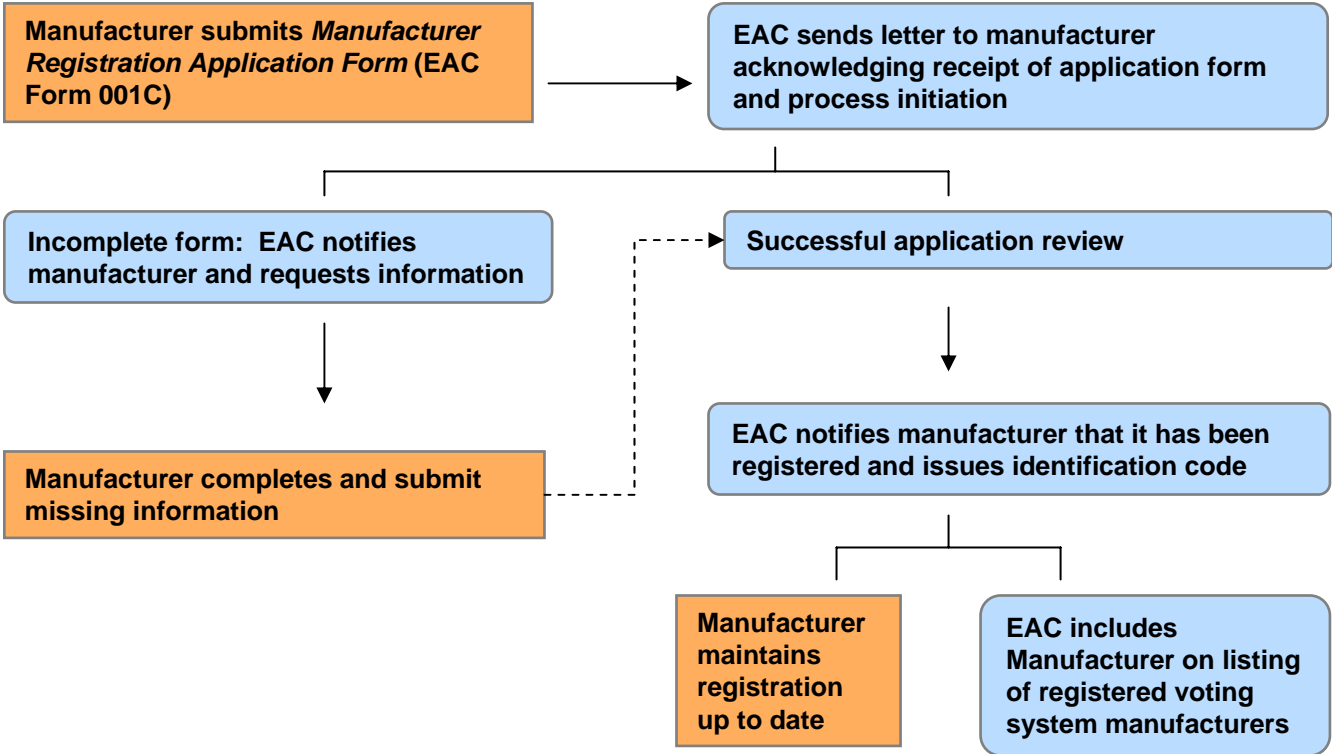 Manufacturer submits Manufacturer
Registration Application Form (EAC
Form 001C)
EAC sends letter to manufacturer
acknowledging receipt of application form
and process initiation
Incomplete form: EAC notifies
manufacturer and requests information
Successful application review
Manufacturer completes and submit
missing information
EAC notifies manufacturer that it has been
registered and issues identification code
Manufacturer
maintains
registration
up to date
EAC includes
Manufacturer on listing
of registered voting
system manufacturers